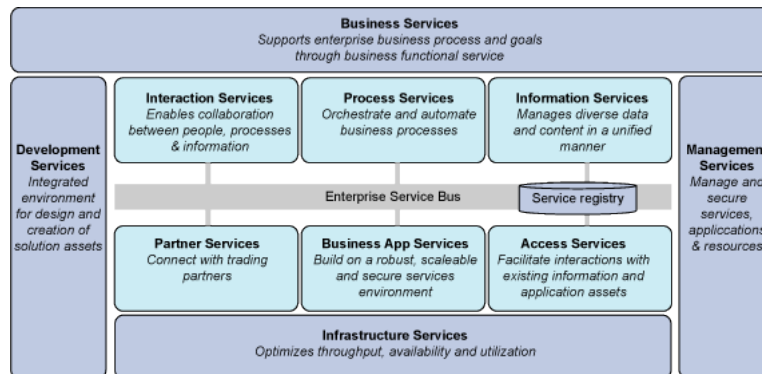 Business Services
Supports enterprise business process and goals
through business functional service
Development
Services
Integrated
environment
for design and
creation of
solution assets
Interaction Services
Enables collaboration
between people, processes
& information
Process Services
Orchestrate and automate
business processes
Information Services
Manages diverse data
and content in a unified
manner
Management
Services
Manage and
secure
services,
appliccations
& resources
Enterprise Service Bus
Service registry
Partner Services
Connect with trading
partners
Business App Services
Build on a robust, scaleable
and secure services
environment
Access Services
Facilitate interactions with
existing information and
application assets
Infrastructure Services
Optimizes throughput, availability and utilization